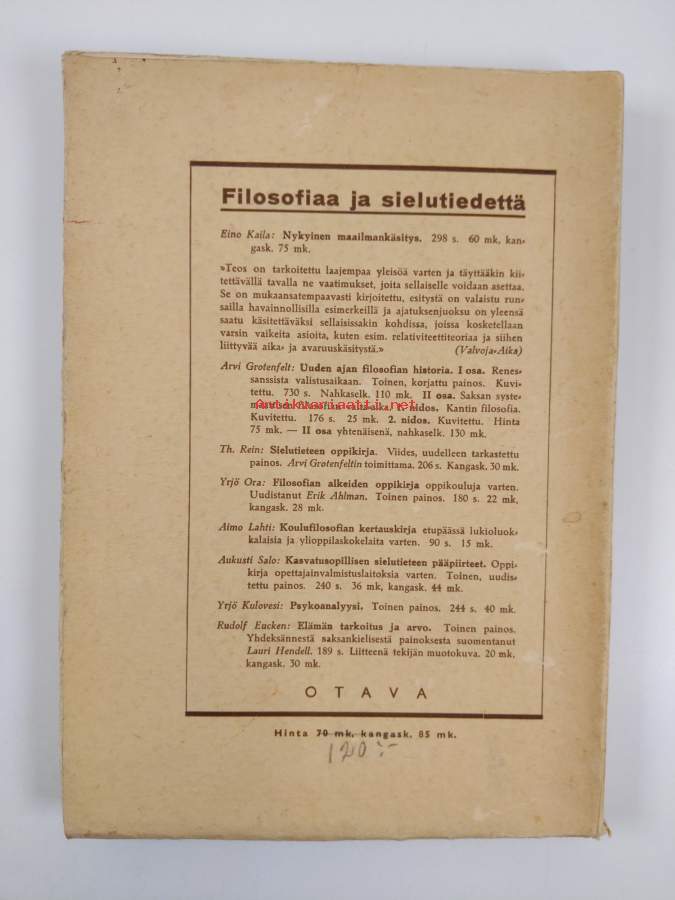 Filosofiaa ja sielutiedettä
Eino Kaila: Nykyinen maailmankäsitys. 298 s. 60 mk, kan-
gask. 75 mk.
»Teos on tarkoitettu laajempaa yleisöä varten ja täyttääkin kii-
tettävällä tavalla ne vaatimukset, joita sellaiselle voidaan asettaa.
Se on mukaansatempaavasti kirjoitettu, esitystä on valaistu run-
sailla havainnollisilla esimerkeillä ja ajatuksenjuoksu on yleensä
saatu käsitettäväksi sellaisissakin kohdissa, joissa kosketellaan
varsin vaikeita asioita, kuten esim. relativiteettiteoriaa ja siihen
liittyvää aika- ja avaruuskäsitystä.» (Valvoja-Aika)
Arvi Grotenfelt: Uuden ajan filosofian historia. I osa. Renes-
sanssista valistusaikaan. Toinen, korjattu painos. Kuvi-
tettu. 730 s. Nahkaselk. 110 mk. II osa. Saksan syste-
Antikvariaatti.net
1. nidos. Kantin filosofia.
Kuvitettu. 176 s. 25 mk. 2. nidos. Kuvitettu. Hinta
75 mk. — II osa yhtenäisenä, nahkaselk. 130 mk.
Th. Rein: Sielutieteen oppikirja. Viides, uudelleen tarkastettu
painos. Arvi Grotenfeltin toimittama. 206 s. Kangask. 30 mk.
Yrjö Ora: Filosofian alkeiden oppikirja oppikouluja varten.
Uudistanut Erik Ahlman. Toinen painos. 180 s. 22 mk,
kangask. 28 mk.
Aimo Lahti: Koulufilosofian kertauskirja etupäässä lukioluok-
kalaisia ja ylioppilaskokelaita varten. 90 s. 15 mk.
Aukusti Salo: Kasvatusopillisen sielutieteen pääpiirteet. Oppi-
kirja opettajainvalmistuslaitoksia varten. Toinen, uudis-
tettu painos. 240 s. 36 mk, kangask. 44 mk.
Yrjö Kulovesi: Psykoanalyysi. Toinen painos. 244 s. 40 mk.
Rudolf Eucken: Elämän tarkoitus ja arvo. Toinen painos.
Yhdeksännestä saksankielisestä painoksesta suomentanut
Lauri Hendell. 189 s. Liitteenä tekijän muotokuva. 20 mk,
kangask. 30 mk.
OTAVA
Hinta 70 mk, kangask. 85 mk.
120:-